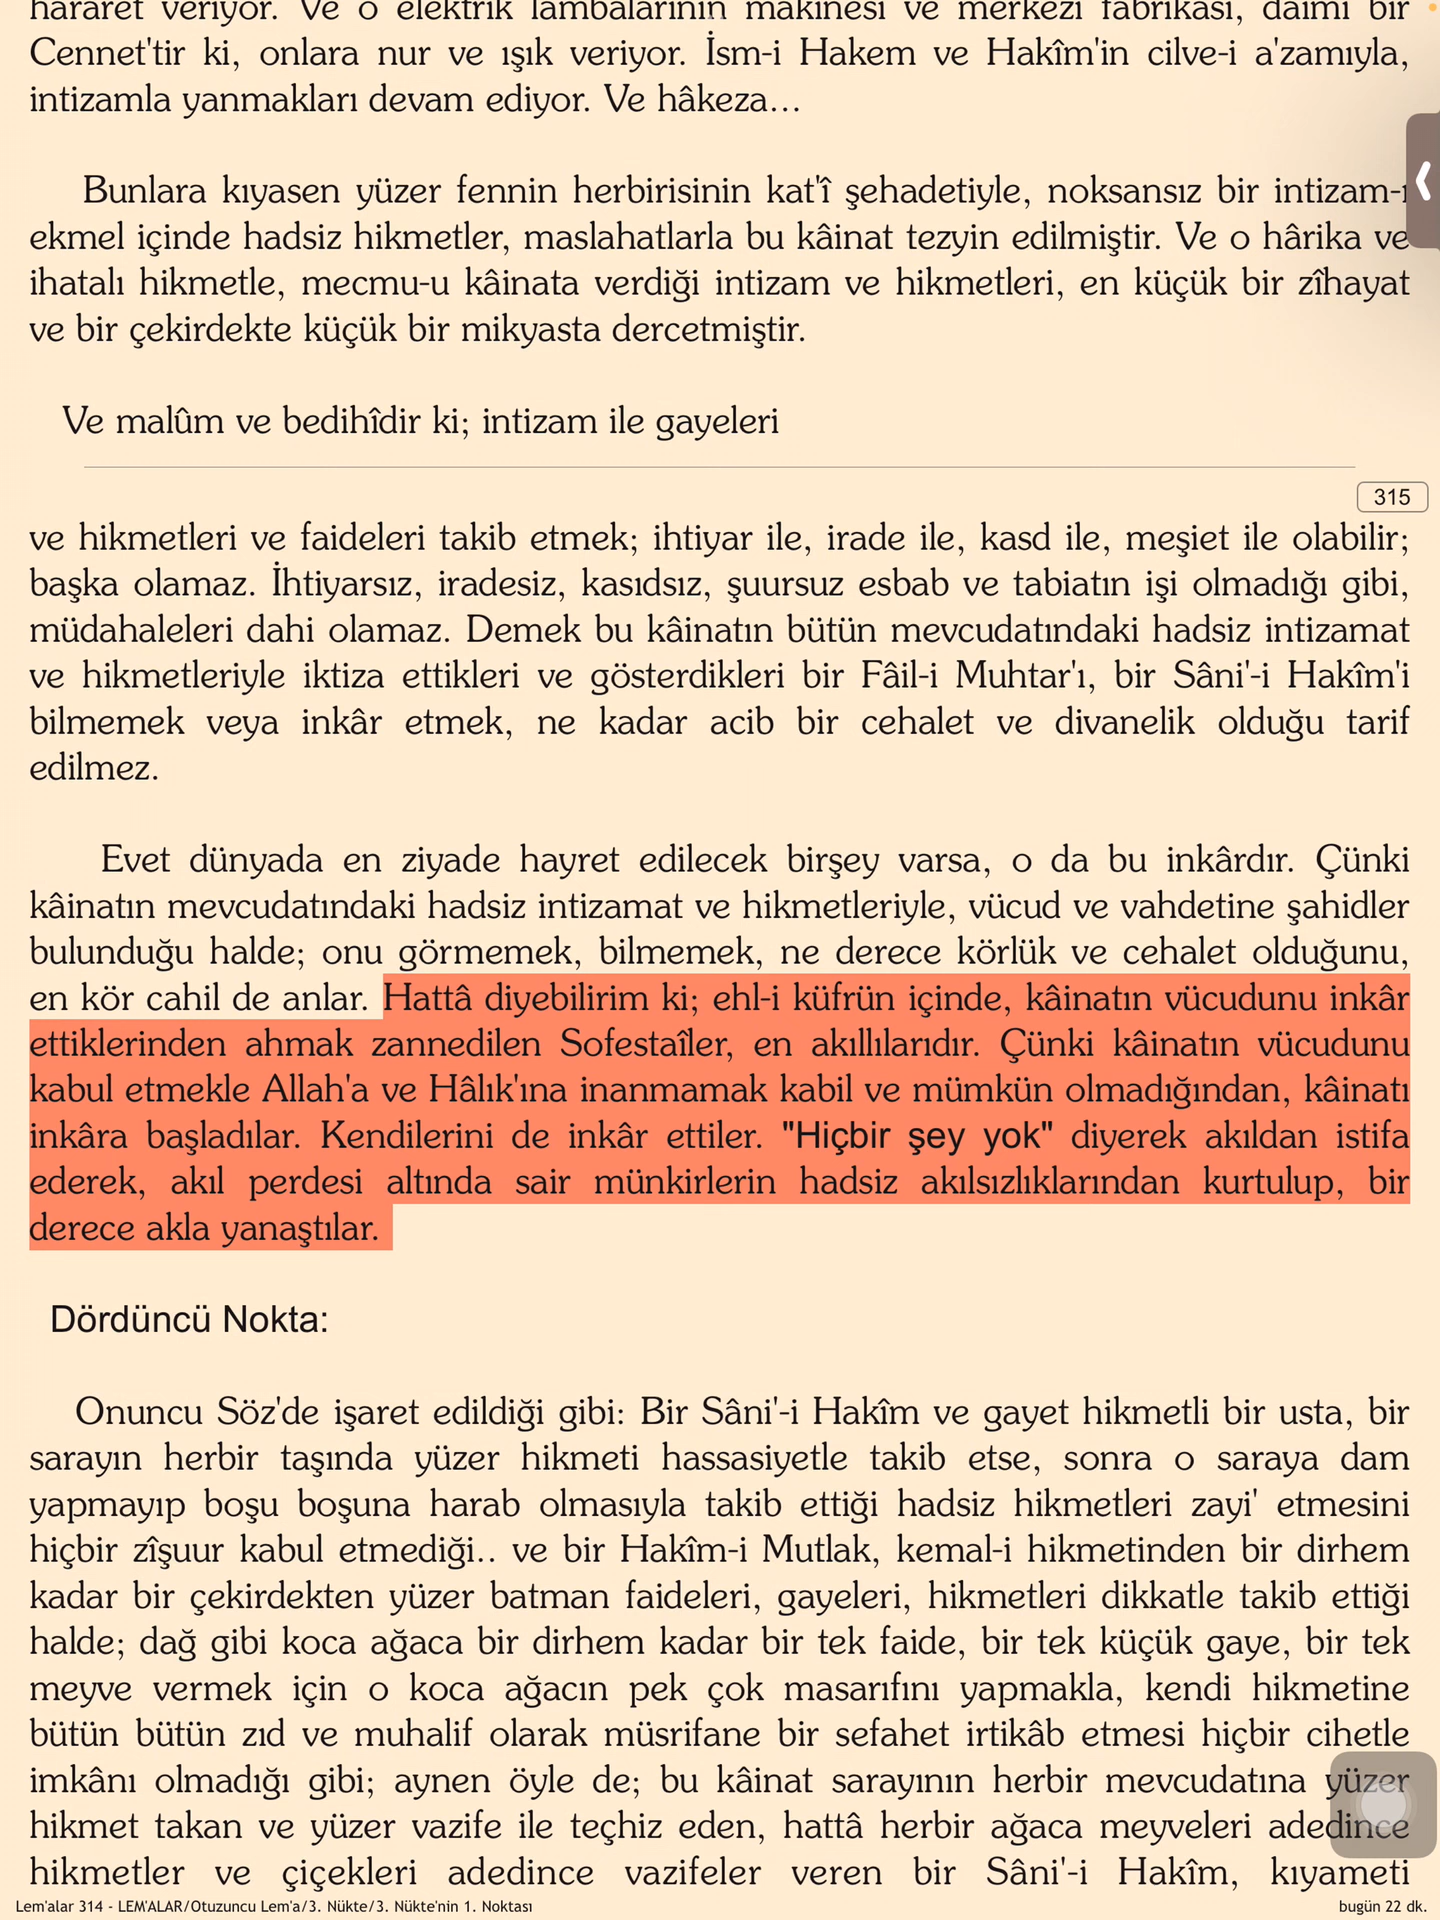 hararet veriyor. Ve o elektrik lambalarının makinesi ve merkezi fabrikası, daimî bir
Cennet'tir ki, onlara nur ve ışık veriyor. İsm-i Hakem ve Hakîm'in cilve-i a'zamıyla,
intizamla yanmakları devam ediyor. Ve hâkeza...
Bunlara kıyasen yüzer fennin herbirisinin kat'î şehadetiyle, noksansız bir intizam-ı
ekmel içinde hadsiz hikmetler, maslahatlarla bu kâinat tezyin edilmiştir. Ve o hârika ve
ihatalı hikmetle, mecmu-u kâinata verdiği intizam ve hikmetleri, en küçük bir zîhayat
ve bir çekirdekte küçük bir mikyasta dercetmiştir.
Ve malûm ve bedihîdir ki; intizam ile gayeleri
315
ve hikmetleri ve faideleri takib etmek; ihtiyar ile, irade ile, kasd ile, meşiet ile olabilir;
başka olamaz. İhtiyarsız, iradesiz, kasıdsız, şuursuz esbab ve tabiatın işi olmadığı gibi,
müdahaleleri dahi olamaz. Demek bu kâinatın bütün mevcudatındaki hadsiz intizamat
ve hikmetleriyle iktiza ettikleri ve gösterdikleri bir Fâil-i Muhtar'ı, bir Sâni'-i Hakîm'i
bilmemek veya inkâr etmek, ne kadar acib bir cehalet ve divanelik olduğu tarif
edilmez.
Evet dünyada en ziyade hayret edilecek birşey varsa, o da bu inkârdır. Çünki
kâinatın mevcudatındaki hadsiz intizamat ve hikmetleriyle, vücud ve vahdetine şahidler
bulunduğu halde; onu görmemek, bilmemek, ne derece körlük ve cehalet olduğunu,
en kör cahil de anlar. Hattâ diyebilirim ki; ehl-i küfrün içinde, kâinatın vücudunu inkâr
ettiklerinden ahmak zannedilen Sofestaîler, en akıllılarıdır. Çünki kâinatın vücudunu
kabul etmekle Allah'a ve Hâlık'ına inanmamak kabil ve mümkün olmadığından, kâinatı
inkâra başladılar. Kendilerini de inkâr ettiler. "Hiçbir şey yok" diyerek akıldan istifa
ederek, akıl perdesi altında sair münkirlerin hadsiz akılsızlıklarından kurtulup, bir
derece akla yanaştılar.
Dördüncü Nokta:
Onuncu Söz'de işaret edildiği gibi: Bir Sâni'-i Hakîm ve gayet hikmetli bir usta, bir
sarayın herbir taşında yüzer hikmeti hassasiyetle takib etse, sonra o saraya dam
yapmayıp boşu boşuna harab olmasıyla takib ettiği hadsiz hikmetleri zayi' etmesini
hiçbir zîşuur kabul etmediği.. ve bir Hakîm-i Mutlak, kemal-i hikmetinden bir dirhem
kadar bir çekirdekten yüzer batman faideleri, gayeleri, hikmetleri dikkatle takib ettiği
halde; dağ gibi koca ağaca bir dirhem kadar bir tek faide, bir tek küçük gaye, bir tek
meyve vermek için o koca ağacın pek çok masarıfını yapmakla, kendi hikmetine
bütün bütün zıd ve muhalif olarak müsrifane bir sefahet irtikâb etmesi hiçbir cihetle
imkânı olmadığı gibi; aynen öyle de; bu kâinat sarayının herbir mevcudatına yüzer
hikmet takan ve yüzer vazife ile teçhiz eden, hattâ herbir ağaca meyveleri adedince
hikmetler ve çiçekleri adedince vazifeler veren bir Sâni'-i Hakîm, kıyameti
Lem'alar 314 - LEM'ALAR/Otuzuncu Lem'a/3. Nükte/3. Nükte'nin 1. Noktası
bugün 22 dk.